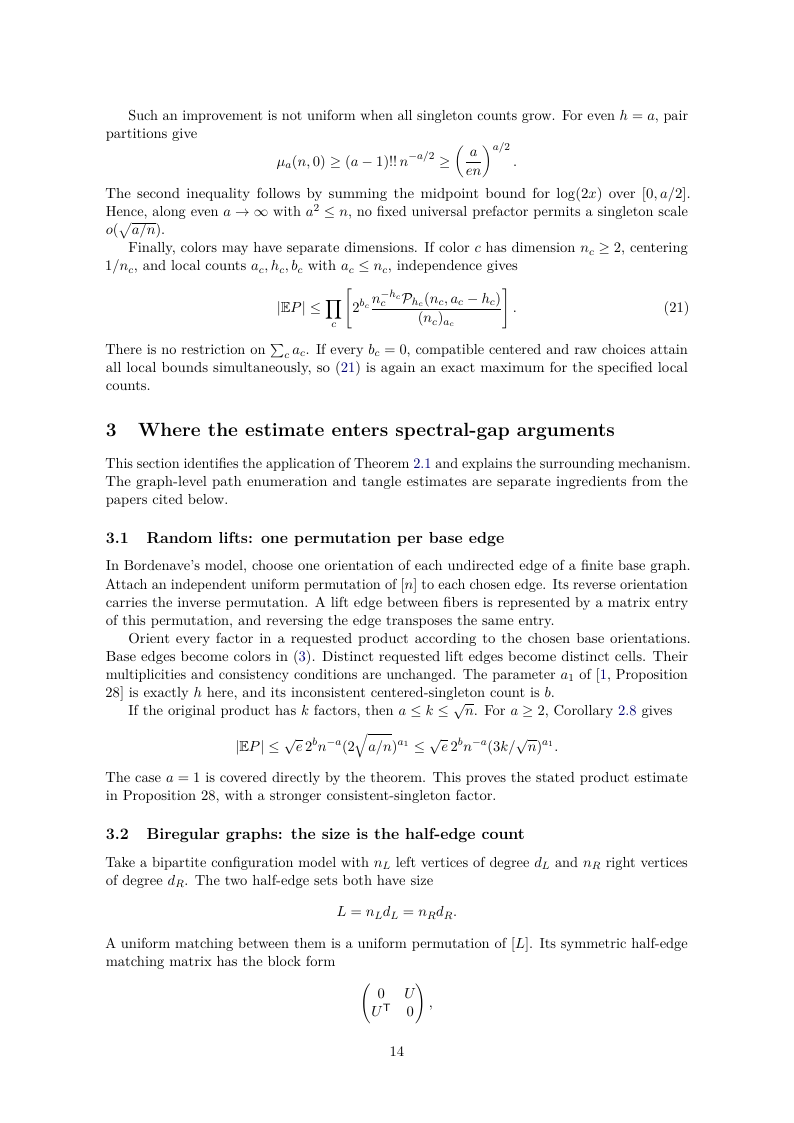 Such an improvement is not uniform when all singleton counts grow. For even h = a, pair
partitions give
μ_a(n, 0) ≥ (a − 1)!! n^{−a/2} ≥ (a/en)^{a/2}.
The second inequality follows by summing the midpoint bound for log(2x) over [0, a/2].
Hence, along even a → ∞ with a² ≤ n, no fixed universal prefactor permits a singleton scale
o(√(a/n)).
Finally, colors may have separate dimensions. If color c has dimension n_c ≥ 2, centering
1/n_c, and local counts a_c, h_c, b_c with a_c ≤ n_c, independence gives
|𝔼P| ≤ ∏_c [2^{b_c} n_c^{−h_c} 𝒫_{h_c}(n_c, a_c − h_c) / (n_c)_{a_c}]. (21)
There is no restriction on ∑_c a_c. If every b_c = 0, compatible centered and raw choices attain
all local bounds simultaneously, so (21) is again an exact maximum for the specified local
counts.
3 Where the estimate enters spectral-gap arguments
This section identifies the application of Theorem 2.1 and explains the surrounding mechanism.
The graph-level path enumeration and tangle estimates are separate ingredients from the
papers cited below.
3.1 Random lifts: one permutation per base edge
In Bordenave's model, choose one orientation of each undirected edge of a finite base graph.
Attach an independent uniform permutation of [n] to each chosen edge. Its reverse orientation
carries the inverse permutation. A lift edge between fibers is represented by a matrix entry
of this permutation, and reversing the edge transposes the same entry.
Orient every factor in a requested product according to the chosen base orientations.
Base edges become colors in (3). Distinct requested lift edges become distinct cells. Their
multiplicities and consistency conditions are unchanged. The parameter a₁ of [1, Proposition
28] is exactly h here, and its inconsistent centered-singleton count is b.
If the original product has k factors, then a ≤ k ≤ √n. For a ≥ 2, Corollary 2.8 gives
|𝔼P| ≤ √e 2^b n^{−a}(2√(a/n))^{a₁} ≤ √e 2^b n^{−a}(3k/√n)^{a₁}.
The case a = 1 is covered directly by the theorem. This proves the stated product estimate
in Proposition 28, with a stronger consistent-singleton factor.
3.2 Biregular graphs: the size is the half-edge count
Take a bipartite configuration model with n_L left vertices of degree d_L and n_R right vertices
of degree d_R. The two half-edge sets both have size
L = n_L d_L = n_R d_R.
A uniform matching between them is a uniform permutation of [L]. Its symmetric half-edge
matching matrix has the block form
( 0 U
U^⊤ 0 ),
14